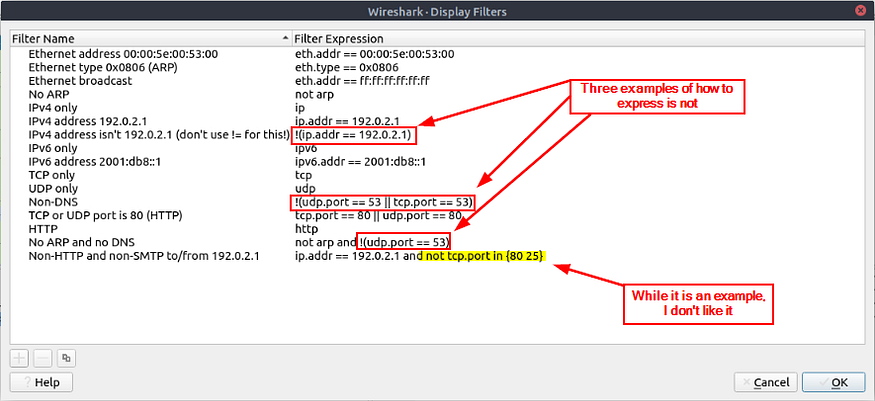 Wireshark · Display Filters
Filter Name Filter Expression
Ethernet address 00:00:5e:00:53:00 eth.addr == 00:00:5e:00:53:00
Ethernet type 0x0806 (ARP) eth.type == 0x0806
Ethernet broadcast eth.addr == ff:ff:ff:ff:ff:ff
No ARP not arp
IPv4 only ip
IPv4 address 192.0.2.1 ip.addr == 192.0.2.1
IPv4 address isn't 192.0.2.1 (don't use != for this!) !(ip.addr == 192.0.2.1)
IPv6 only ipv6
IPv6 address 2001:db8::1 ipv6.addr == 2001:db8::1
TCP only tcp
UDP only udp
Non-DNS !(udp.port == 53 || tcp.port == 53)
TCP or UDP port is 80 (HTTP) tcp.port == 80 || udp.port == 80
HTTP http
No ARP and no DNS not arp and !(udp.port == 53)
Non-HTTP and non-SMTP to/from 192.0.2.1 ip.addr == 192.0.2.1 and not tcp.port in {80 25}
Three examples of how to
express is not
While it is an example,
I don't like it
? Help
Cancel
OK